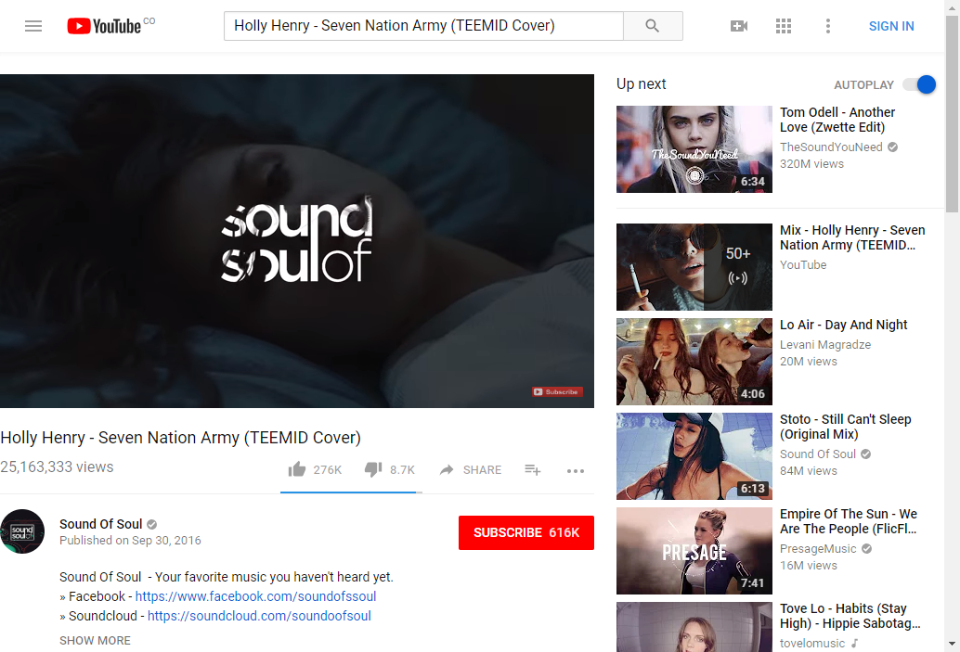 YouTube CO
Holly Henry - Seven Nation Army (TEEMID Cover)
SIGN IN
sound
soulof
Subscribe
Holly Henry - Seven Nation Army (TEEMID Cover)
25,163,333 views
276K
8.7K
SHARE
sound
soulof
Sound Of Soul
Published on Sep 30, 2016
SUBSCRIBE 616K
Sound Of Soul - Your favorite music you haven't heard yet.
» Facebook - https://www.facebook.com/soundofssoul
» Soundcloud - https://soundcloud.com/soundoofsoul
SHOW MORE
Up next
AUTOPLAY
TheSoundYouNeed
6:34
Tom Odell - Another
Love (Zwette Edit)
TheSoundYouNeed
320M views
50+
Mix - Holly Henry - Seven
Nation Army (TEEMID…
YouTube
4:06
Lo Air - Day And Night
Levani Magradze
20M views
6:13
Stoto - Still Can't Sleep
(Original Mix)
Sound Of Soul
84M views
PRESAGE
7:41
Empire Of The Sun - We
Are The People (FlicFl…
PresageMusic
16M views
Tove Lo - Habits (Stay
High) - Hippie Sabotag…
tovelomusic